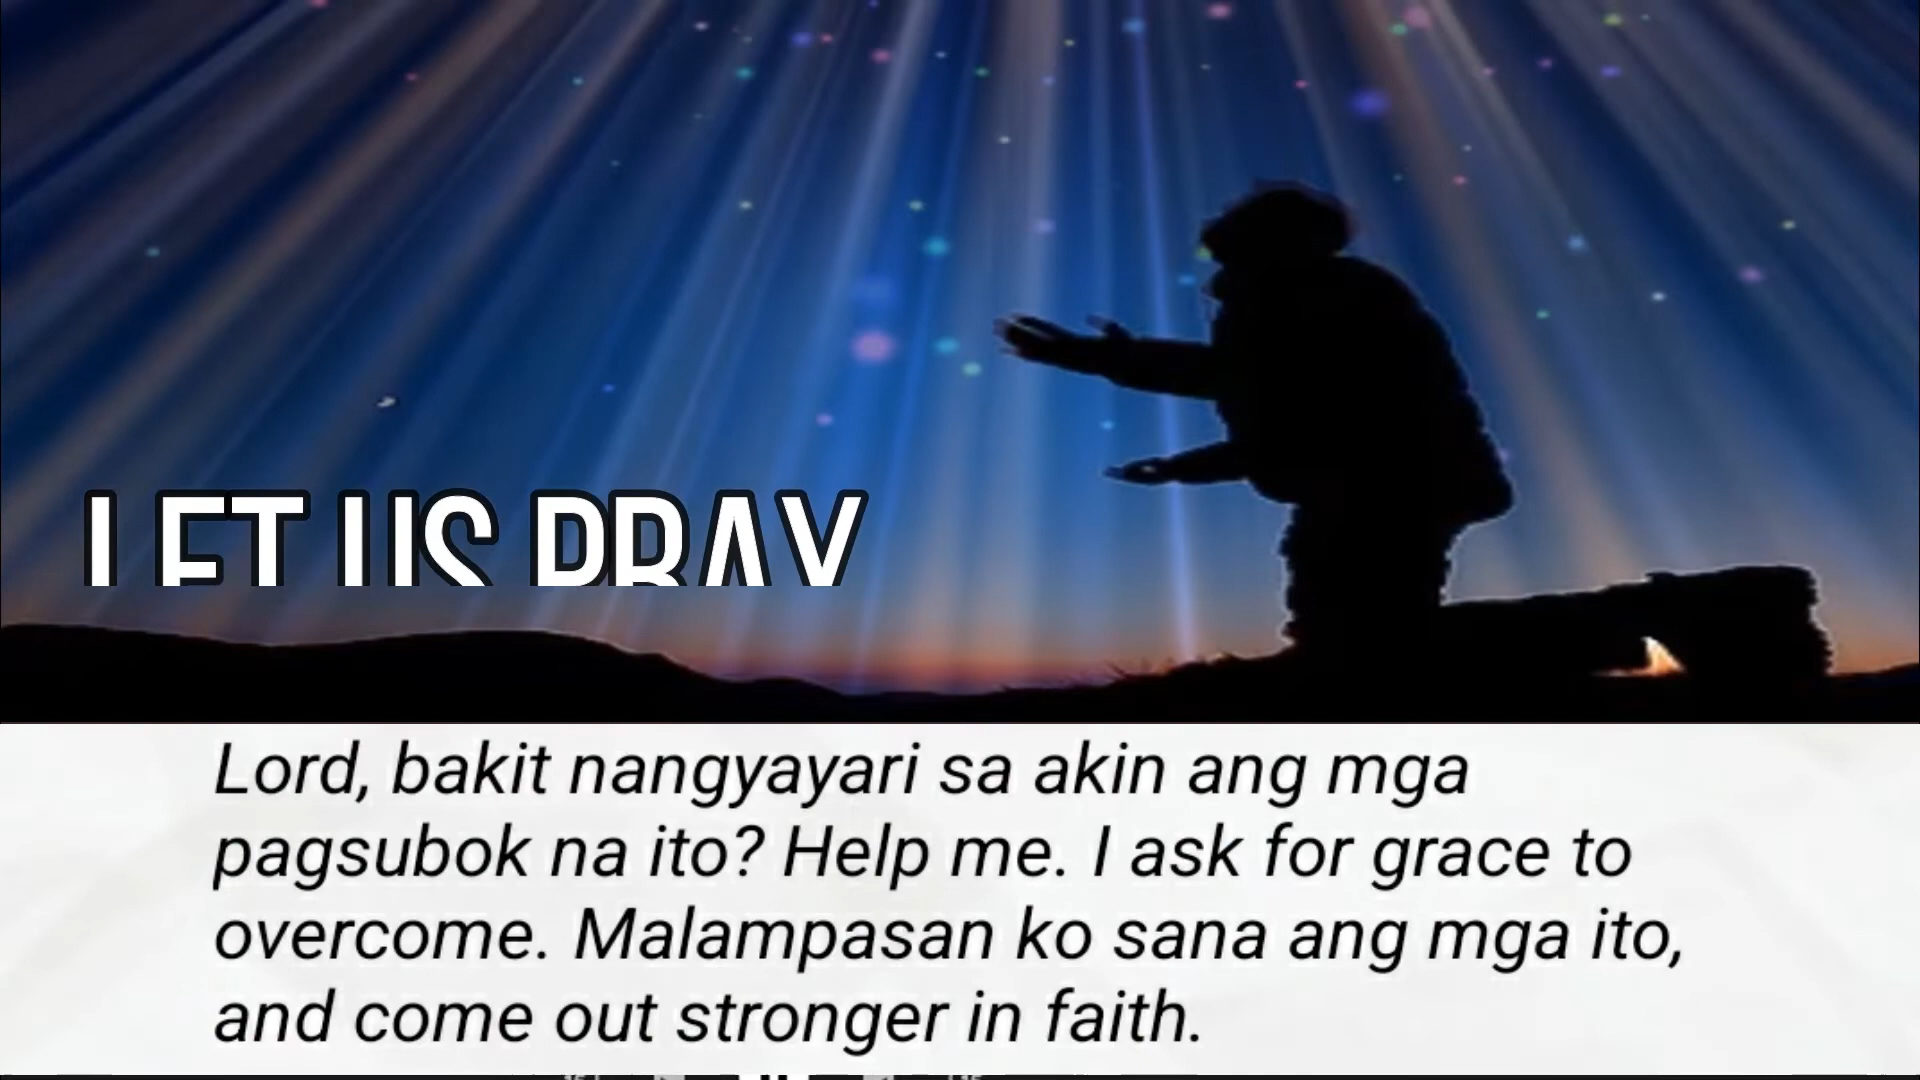 LET US PRAY
Lord, bakit nangyayari sa akin ang mga
pagsubok na ito? Help me. I ask for grace to
overcome. Malampasan ko sana ang mga ito,
and come out stronger in faith.